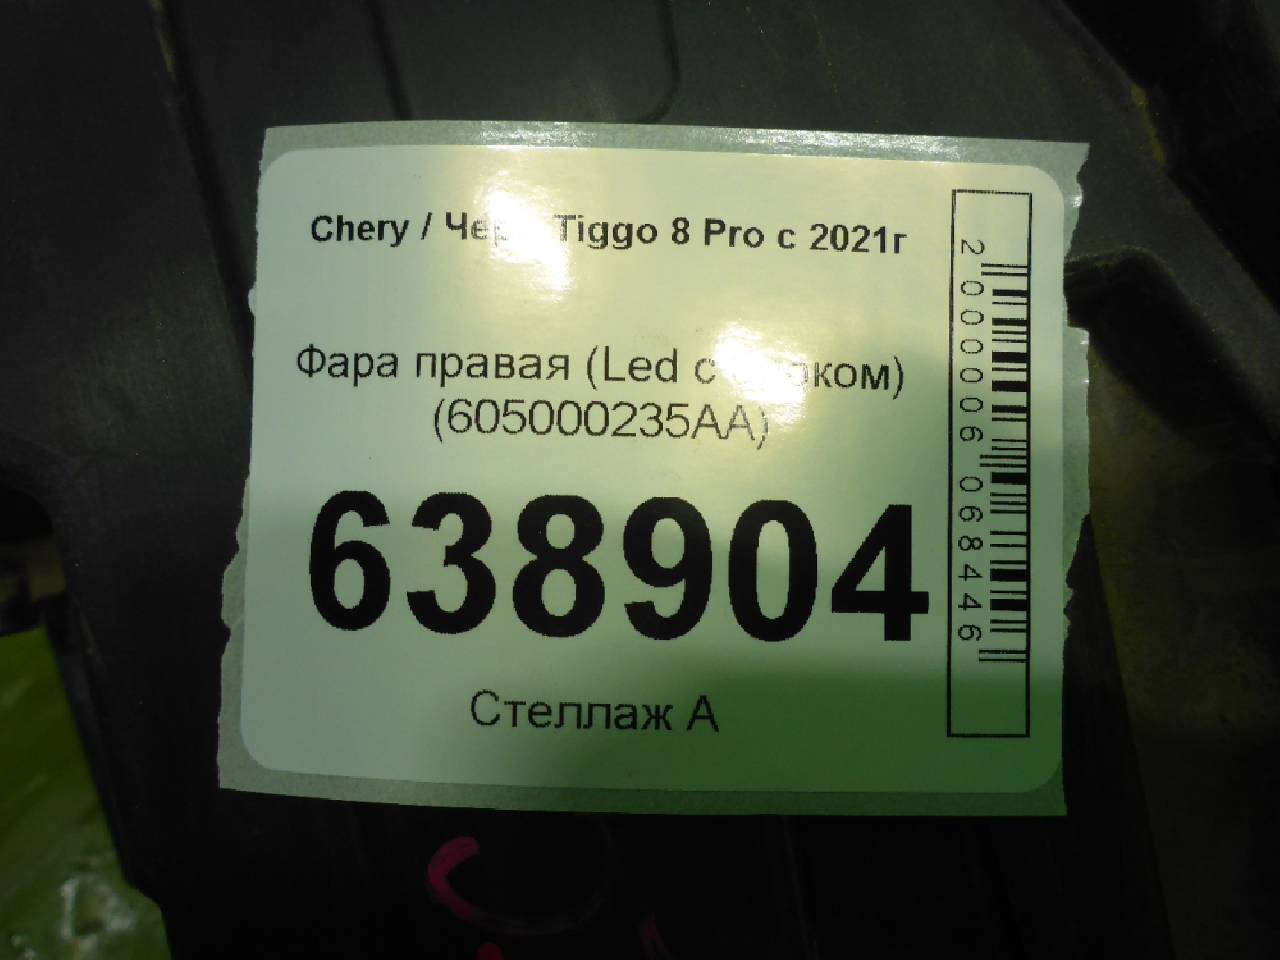 Chery / Tiggo 8 Pro с 2021г
Фара правая (Led с
(605000235AA)
638904
Стеллаж А
2000006068446